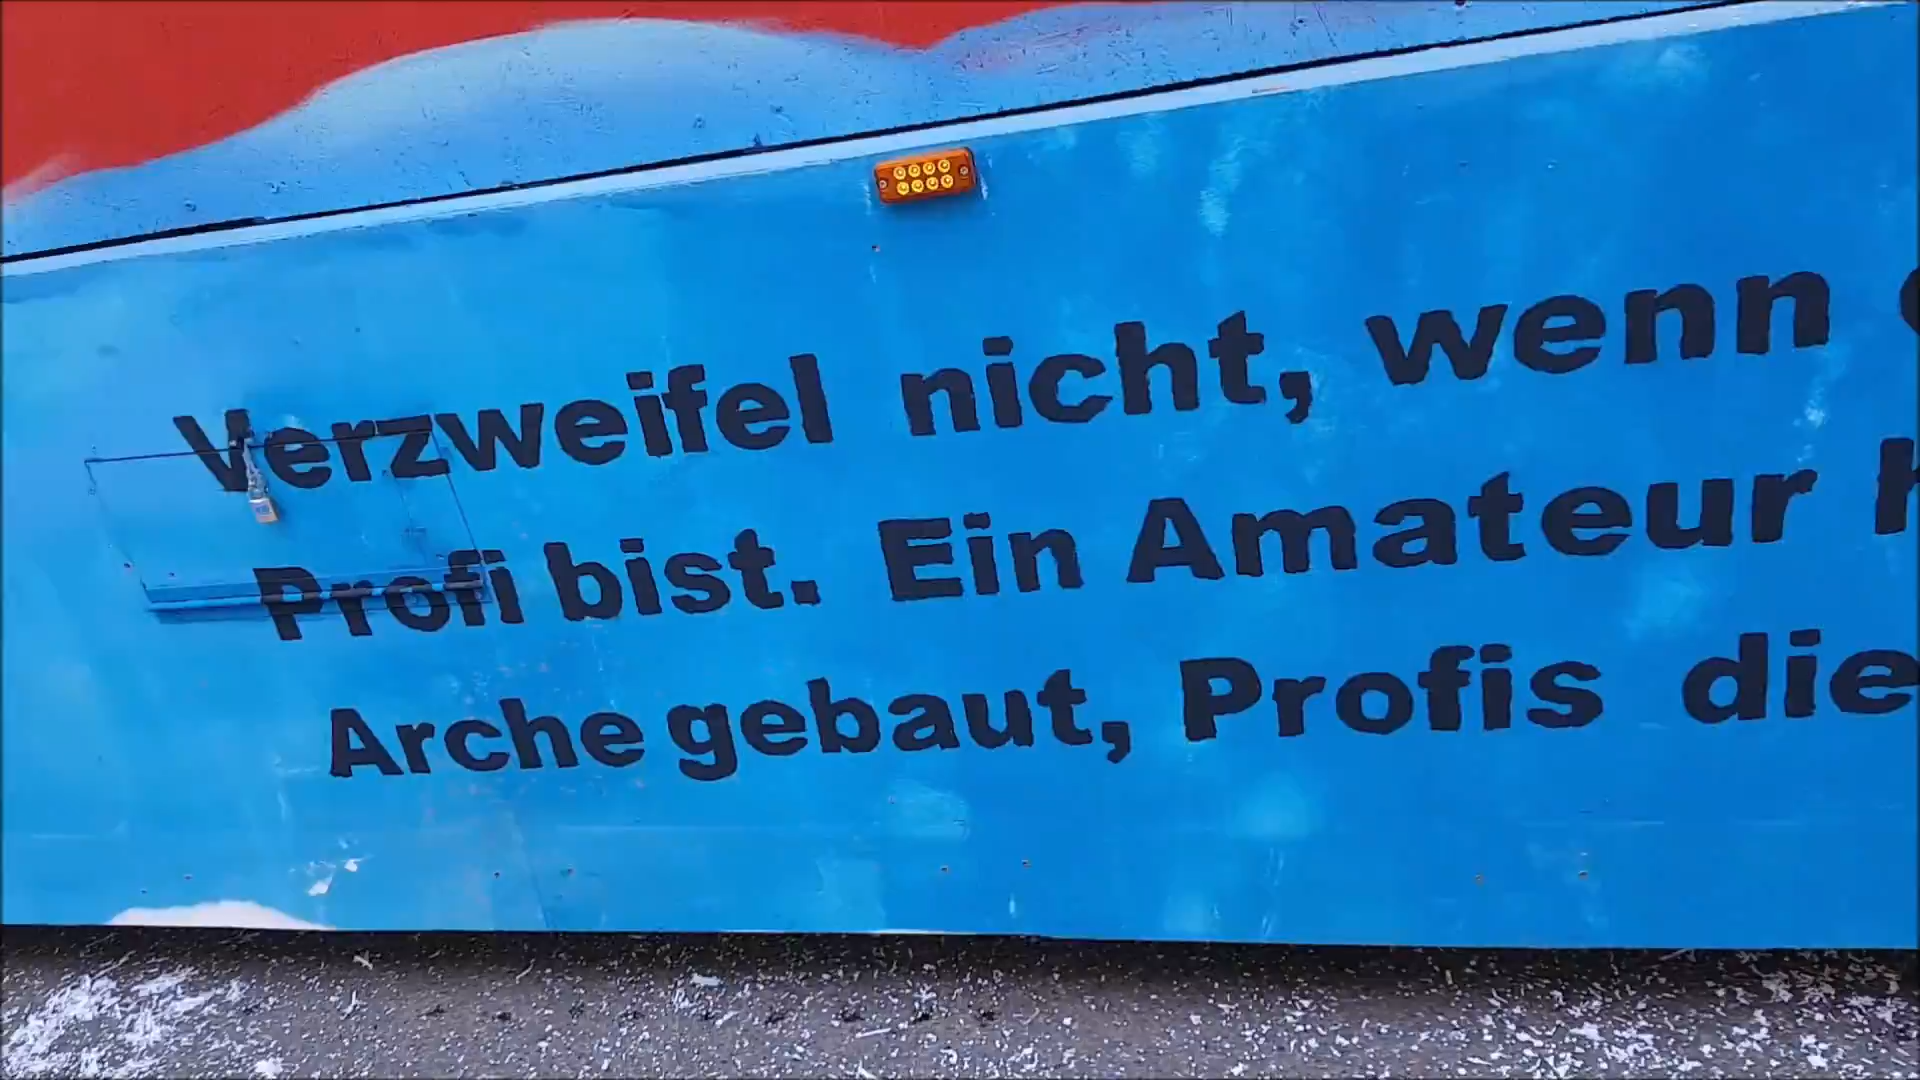 Verzweifel nicht, wenn
Profi bist. Ein Amateur
Arche gebaut, Profis die